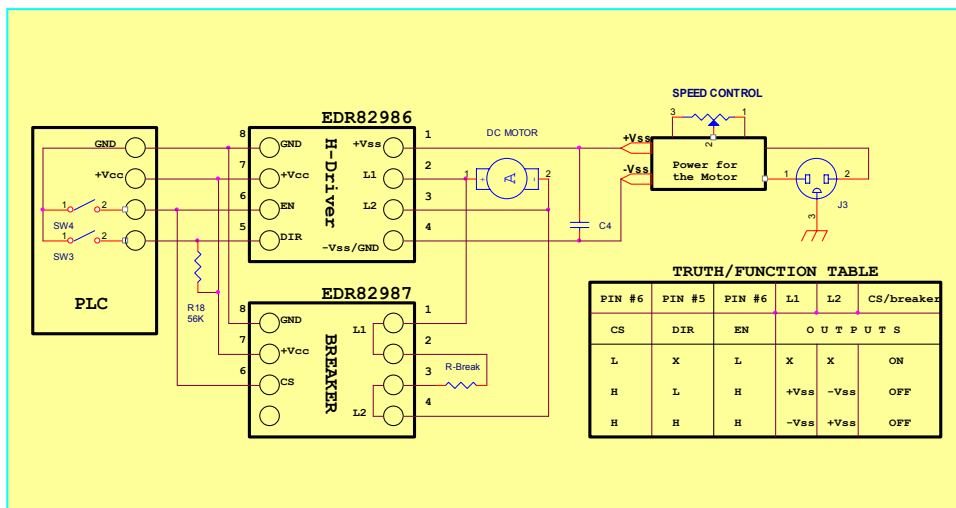 SPEED CONTROL
3
1
2
+Vss
-Vss
Power for
the Motor
1
2
3
J3
EDR82986
H-Driver
8
GND
7
+Vcc
6
EN
5
DIR
+Vss
1
L1
2
L2
3
-Vss/GND
4
DC MOTOR
1
+
A
-
2
C4
GND
+Vcc
1
2
SW4
1
2
SW3
PLC
R18
56K
EDR82987
BREAKER
8
GND
7
+Vcc
6
CS
L1
1
2
3
L2
4
R-Break
TRUTH/FUNCTION TABLE
PIN #6 PIN #5 PIN #6 L1 L2 CS/breaker
CS DIR EN O U T P U T S
L X L X X ON
H L H +Vss -Vss OFF
H H H -Vss +Vss OFF